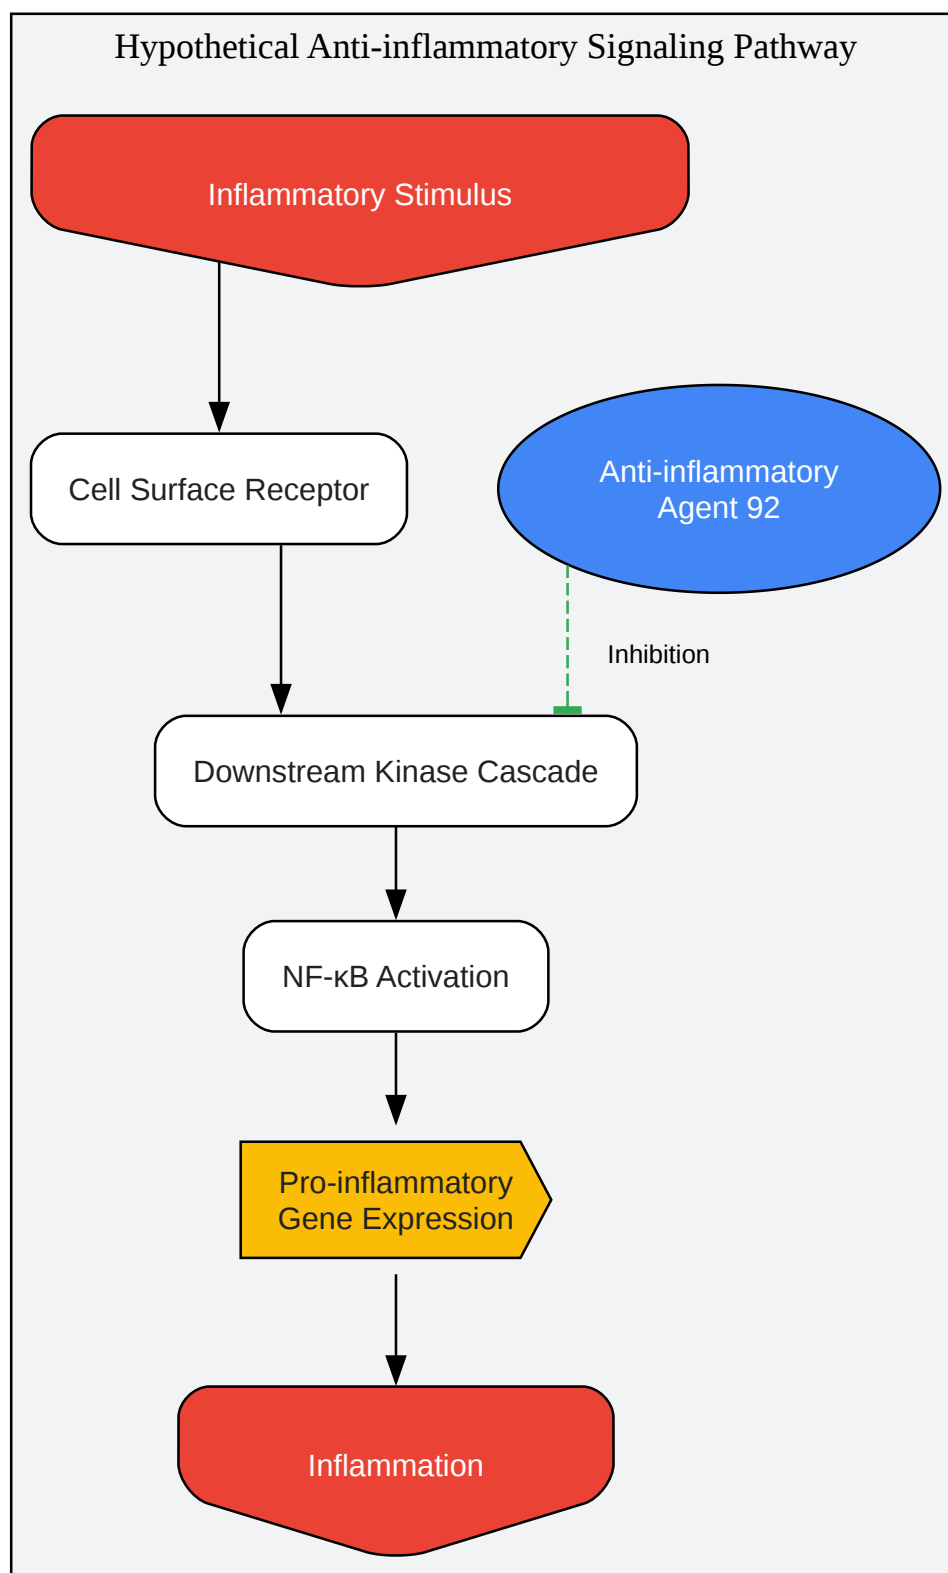 Hypothetical Anti-inflammatory Signaling Pathway
Inflammatory Stimulus
Cell Surface Receptor
Anti-inflammatory
Agent 92
Inhibition
Downstream Kinase Cascade
NF-κB Activation
Pro-inflammatory
Gene Expression
Inflammation